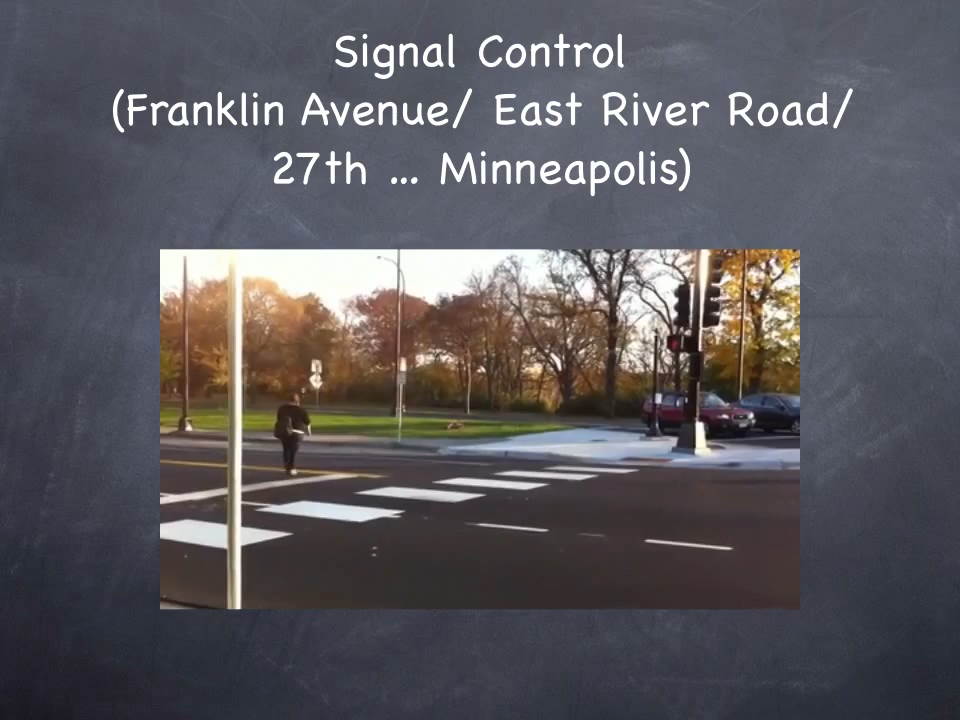 Signal Control
(Franklin Avenue/ East River Road/
27th ... Minneapolis)